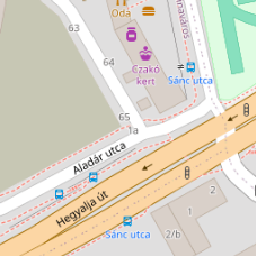 Oda
63
64
Czakó
kert
Sánc utca
65
1a
Aladár utca
Hegyalja út
Sánc utca
1
2
2/b